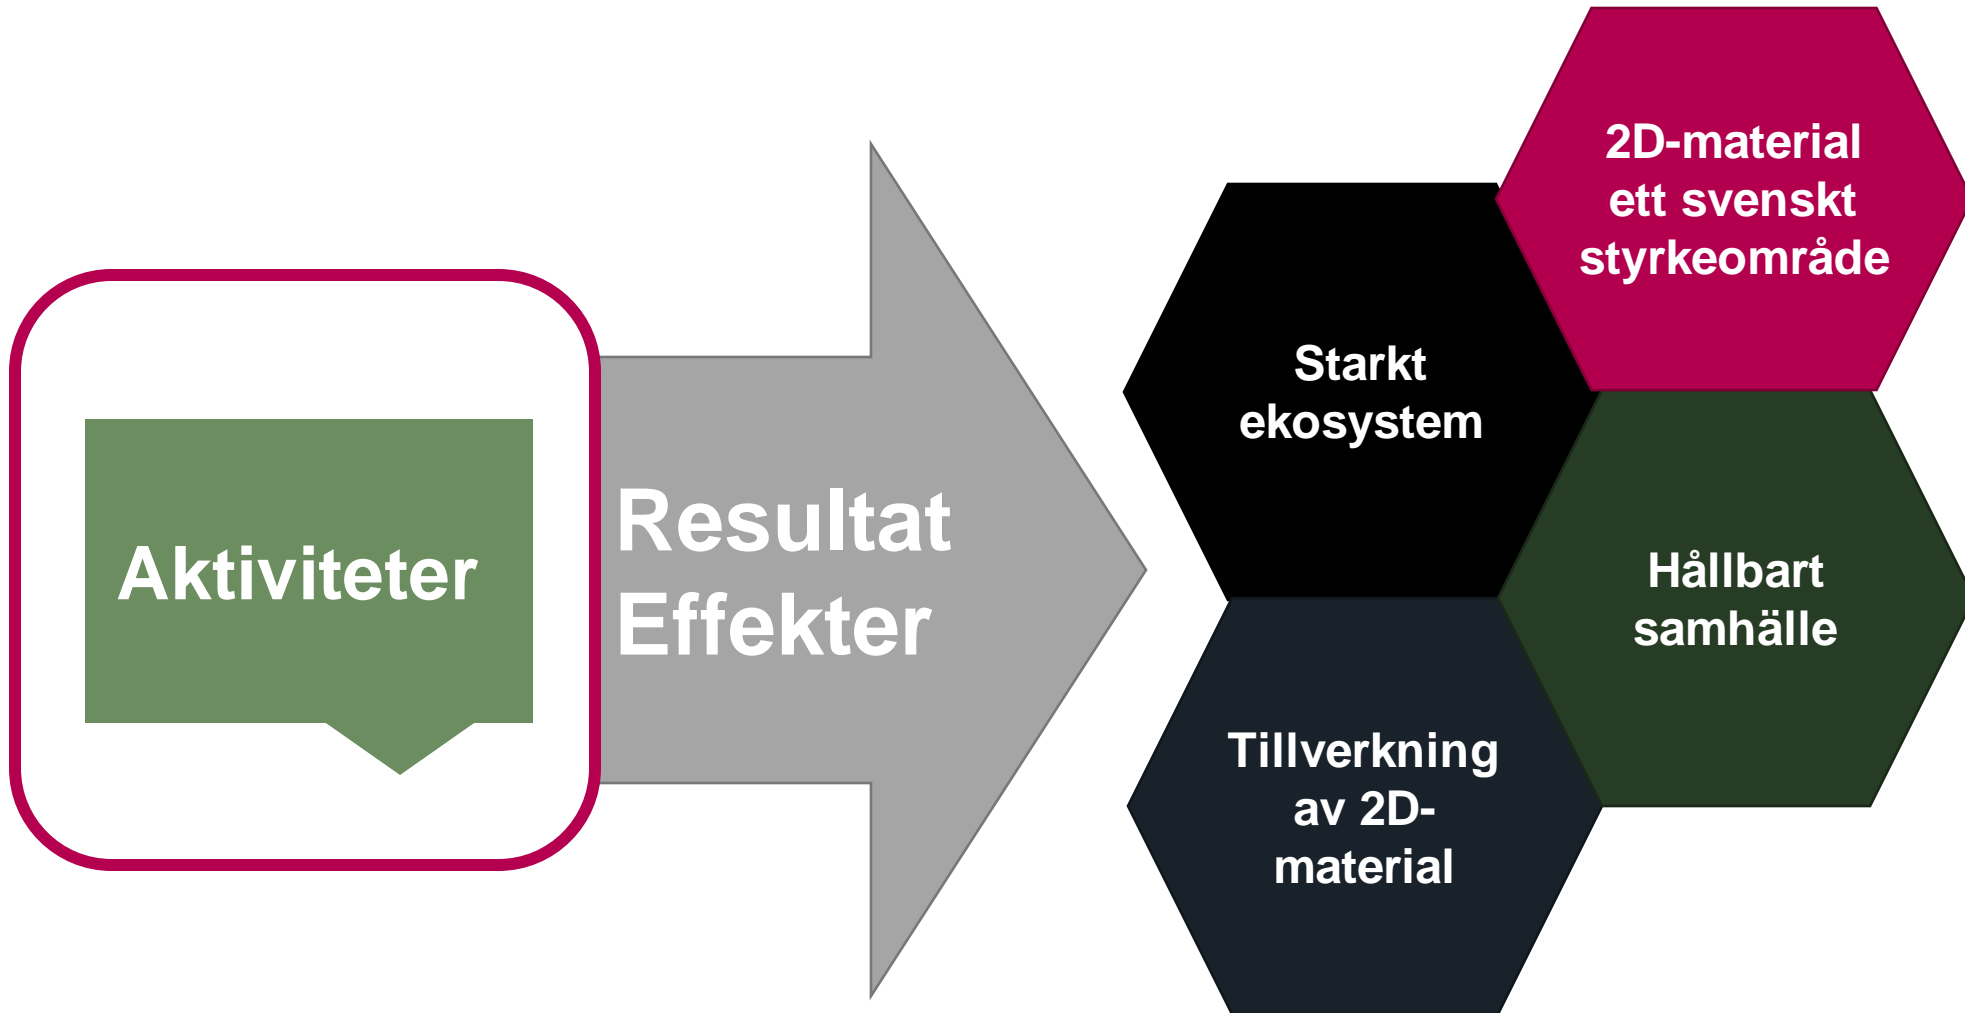 Aktiviteter
Resultat
Effekter
2D-material
ett svenskt
styrkeområde
Starkt
ekosystem
Hållbart
samhälle
Tillverkning
av 2D-
material